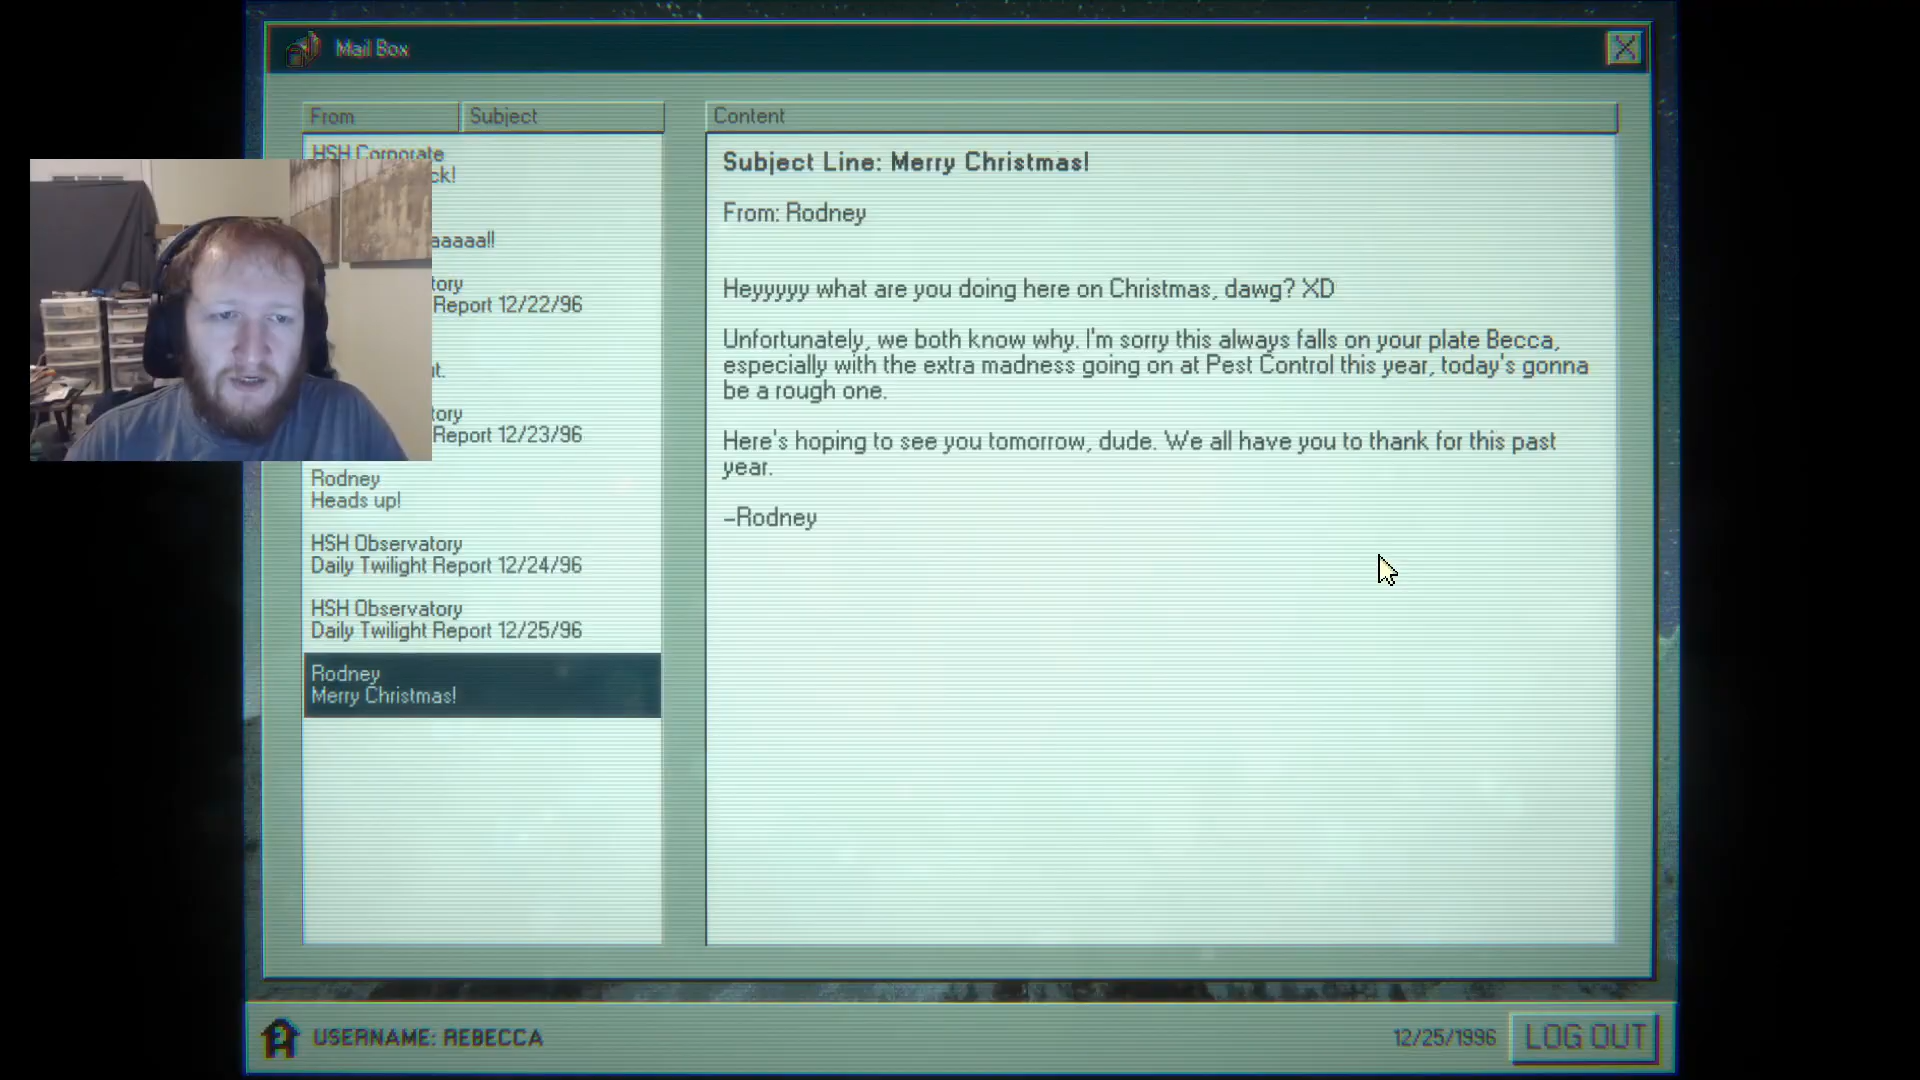 Mail Box
From Subject
HSH Corporate
ck!
aaaaa!!
tory
Report 12/22/96
t.
tory
Report 12/23/96
Rodney
Heads up!
HSH Observatory
Daily Twilight Report 12/24/96
HSH Observatory
Daily Twilight Report 12/25/96
Rodney
Merry Christmas!
Content
Subject Line: Merry Christmas!
From: Rodney
Heyyyyy what are you doing here on Christmas, dawg? XD
Unfortunately, we both know why. I'm sorry this always falls on your plate Becca,
especially with the extra madness going on at Pest Control this year, today's gonna
be a rough one.
Here's hoping to see you tomorrow, dude. We all have you to thank for this past
year.
-Rodney
USERNAME: REBECCA
12/25/1996
LOG OUT